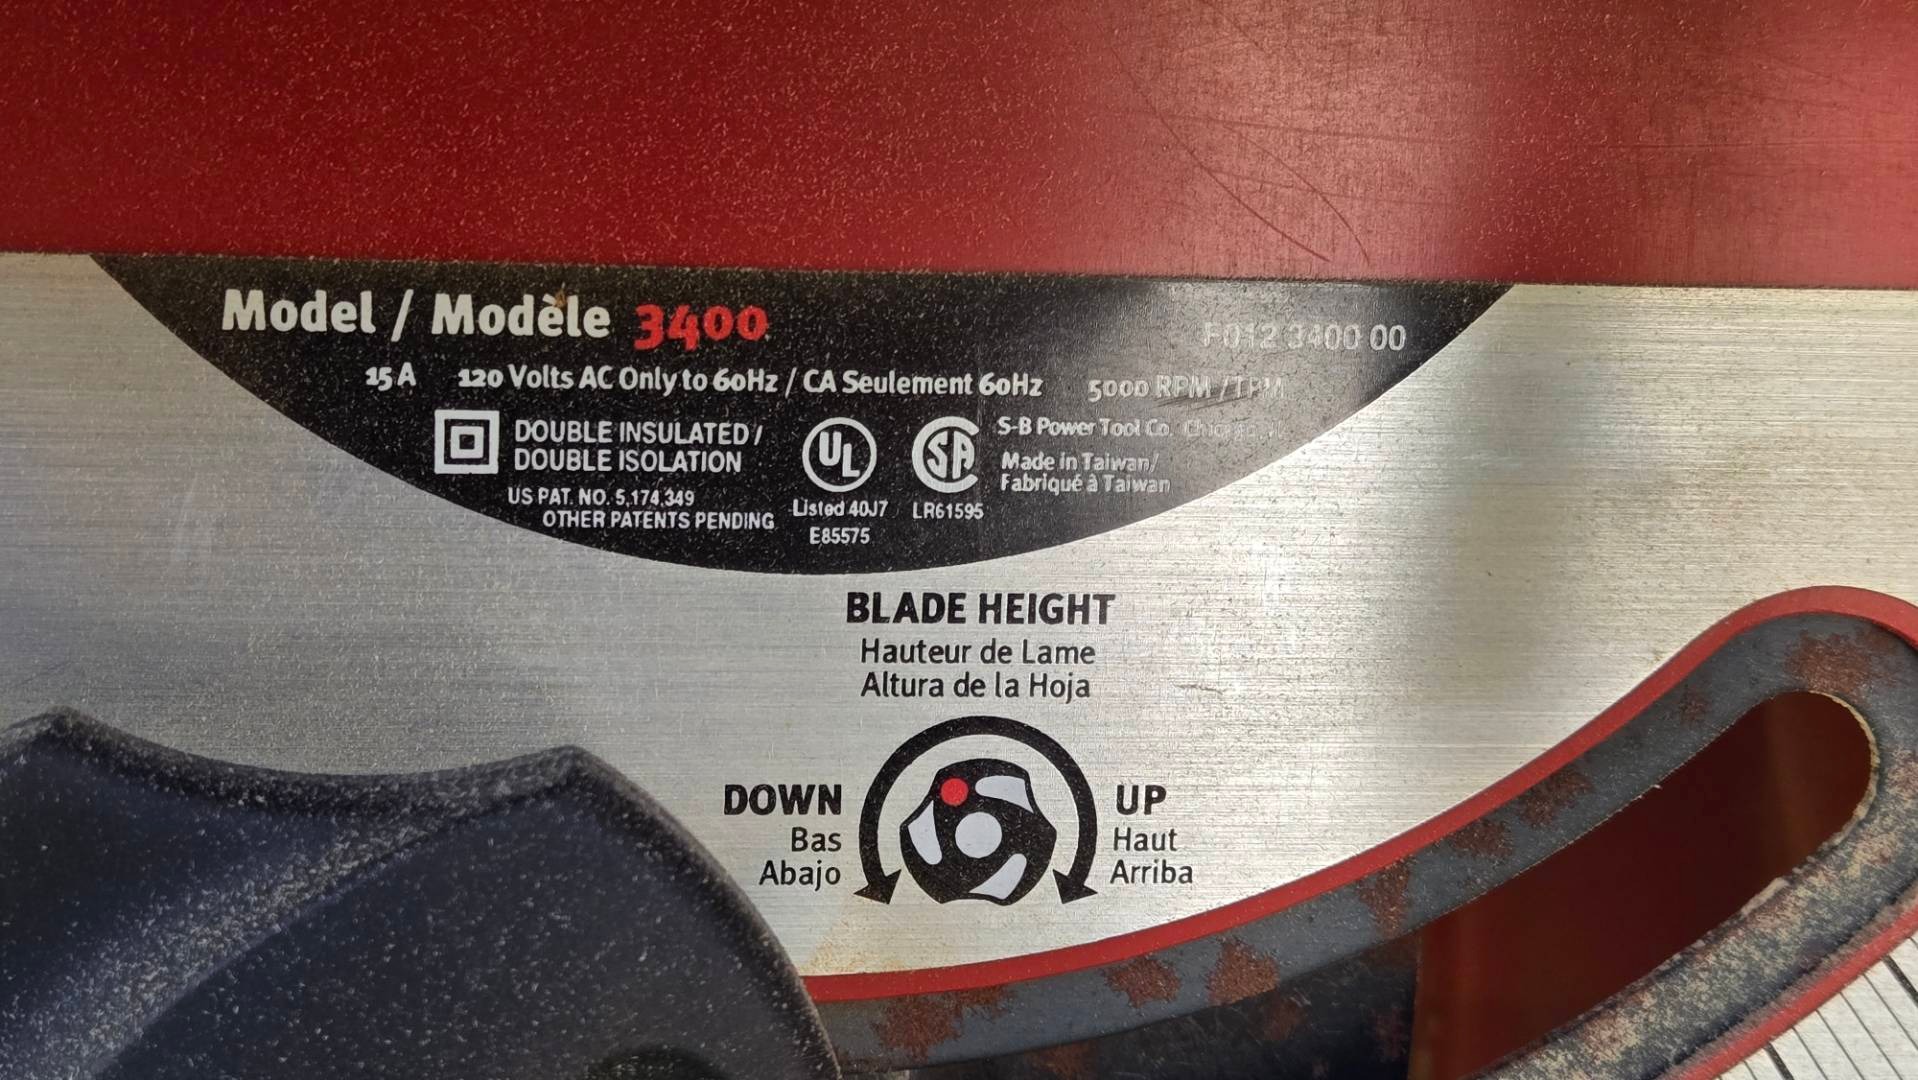 Model / Modèle 3400
F012 3400 00
15 A 120 Volts AC Only to 60Hz / CA Seulement 60Hz 5000 RPM /TPM
DOUBLE INSULATED /
DOUBLE ISOLATION
US PAT. NO. 5,174,349
OTHER PATENTS PENDING
UL
Listed 40J7
E85575
SA
LR61595
S-B Power Tool Co.
Made in Taiwan/
Fabriqué à Taiwan
BLADE HEIGHT
Hauteur de Lame
Altura de la Hoja
DOWN
Bas
Abajo
UP
Haut
Arriba